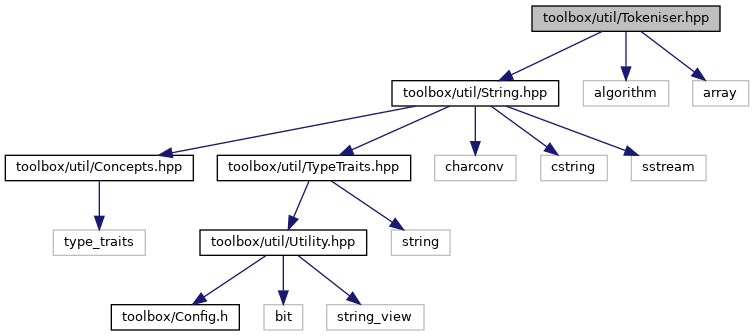 toolbox/util/Tokeniser.hpp
toolbox/util/String.hpp
algorithm
array
toolbox/util/Concepts.hpp
toolbox/util/TypeTraits.hpp
charconv
cstring
sstream
type_traits
toolbox/util/Utility.hpp
string
toolbox/Config.h
bit
string_view